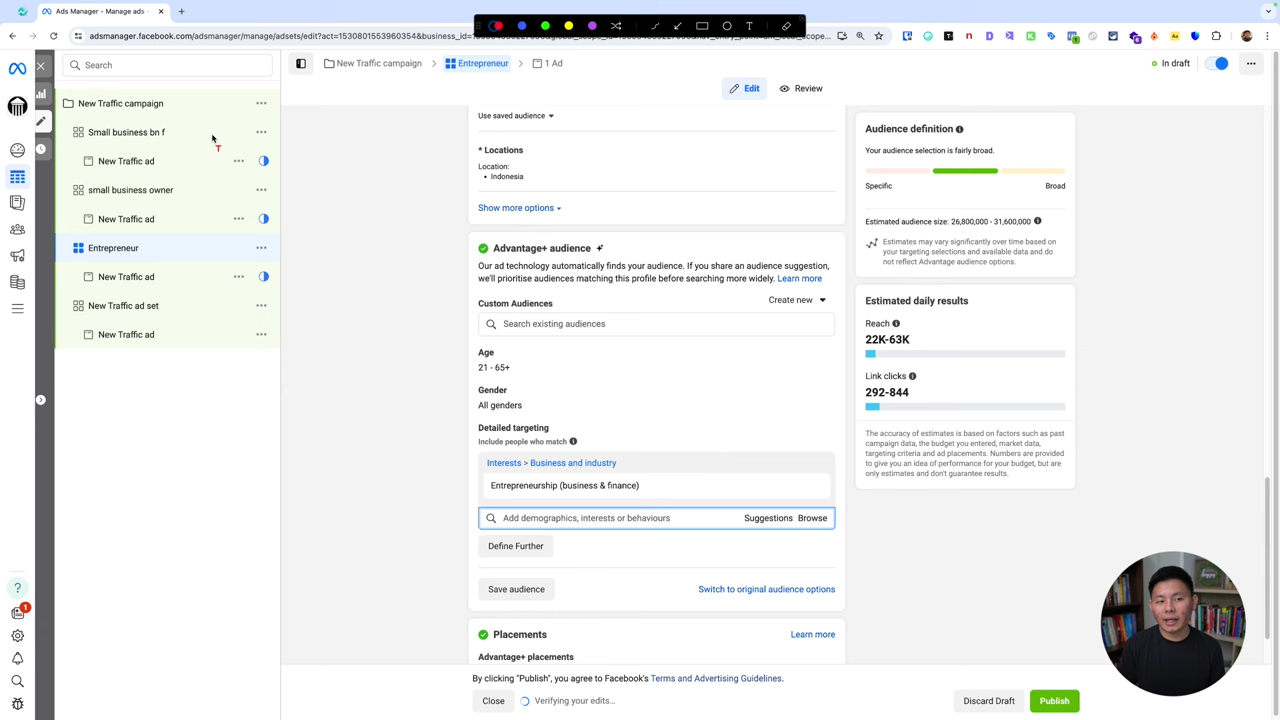 Ads Manager - Manage ads -
adsmanager.facebook.com/adsmanager/manage/assets/edit?act=1530801553960354&business_id=
Search
New Traffic campaign
Small business bn f
New Traffic ad
small business owner
New Traffic ad
Entrepreneur
New Traffic ad
New Traffic ad set
New Traffic ad
New Traffic campaign
Entrepreneur
1 Ad
In draft
Edit
Review
Use saved audience
* Locations
Location:
• Indonesia
Show more options
Advantage+ audience
Our ad technology automatically finds your audience. If you share an audience suggestion,
we'll prioritise audiences matching this profile before searching more widely. Learn more
Custom Audiences
Create new
Search existing audiences
Age
21 - 65+
Gender
All genders
Detailed targeting
Include people who match
Interests > Business and industry
Entrepreneurship (business & finance)
Add demographics, interests or behaviours
Suggestions
Browse
Define Further
Save audience
Switch to original audience options
Placements
Learn more
Advantage+ placements
By clicking "Publish", you agree to Facebook's Terms and Advertising Guidelines.
Close
Verifying your edits...
Discard Draft
Publish
Audience definition
Your audience selection is fairly broad.
Specific
Broad
Estimated audience size: 26,800,000 - 31,600,000
Estimates may vary significantly over time based on
your targeting selections and available data and do
not reflect Advantage audience options.
Estimated daily results
Reach
22K-63K
Link clicks
292-844
The accuracy of estimates is based on factors such as past
campaign data, the budget you entered, market data,
targeting criteria and ad placements. Numbers are provided
to give you an idea of performance for your budget, but are
only estimates and don't guarantee results.
T
T
1